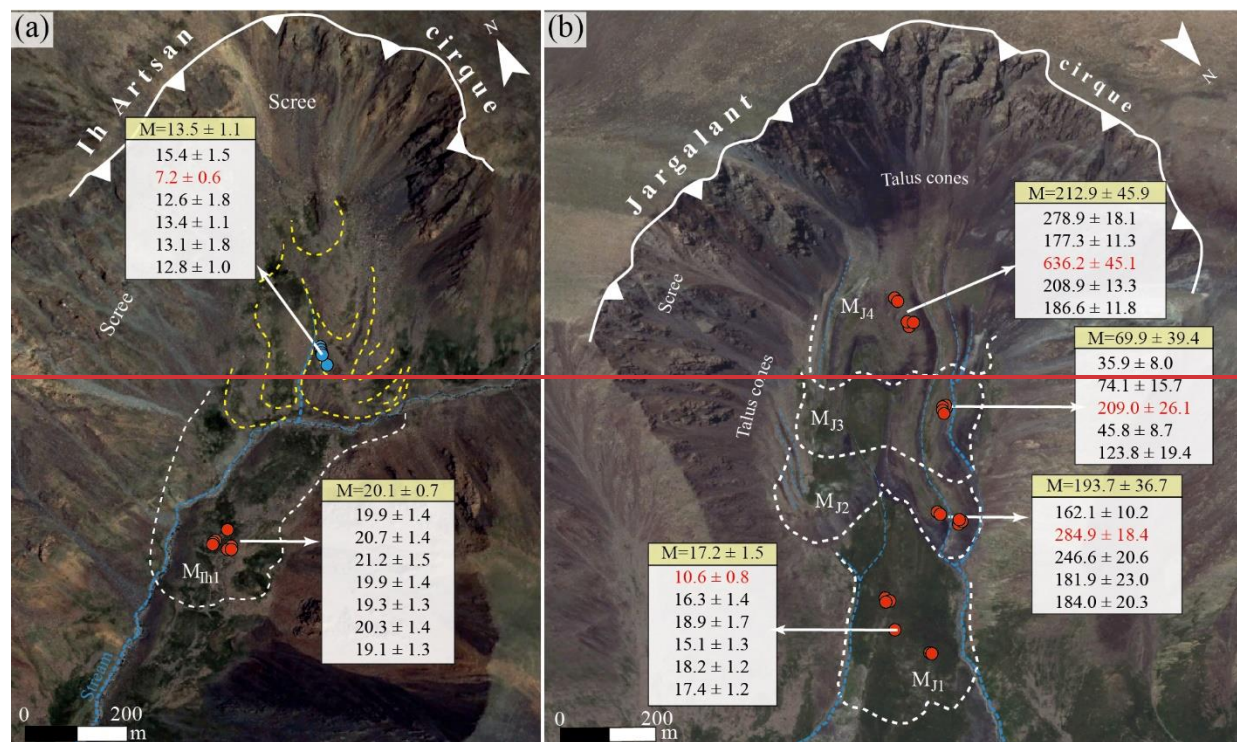 (a)
Ih Artsan
cirque
N
Scree
M=13.5 ± 1.1
15.4 ± 1.5
7.2 ± 0.6
12.6 ± 1.8
13.4 ± 1.1
13.1 ± 1.8
12.8 ± 1.0
Scree
M=20.1 ± 0.7
19.9 ± 1.4
20.7 ± 1.4
21.2 ± 1.5
19.9 ± 1.4
19.3 ± 1.3
20.3 ± 1.4
19.1 ± 1.3
MIh1
Stream
0 200
m
(b)
Jargalant
cirque
N
Talus cones
Scree
M=212.9 ± 45.9
278.9 ± 18.1
177.3 ± 11.3
636.2 ± 45.1
208.9 ± 13.3
186.6 ± 11.8
MJ4
M=69.9 ± 39.4
35.9 ± 8.0
74.1 ± 15.7
209.0 ± 26.1
45.8 ± 8.7
123.8 ± 19.4
Talus cones
MJ3
MJ2
M=193.7 ± 36.7
162.1 ± 10.2
284.9 ± 18.4
246.6 ± 20.6
181.9 ± 23.0
184.0 ± 20.3
M=17.2 ± 1.5
10.6 ± 0.8
16.3 ± 1.4
18.9 ± 1.7
15.1 ± 1.3
18.2 ± 1.2
17.4 ± 1.2
MJ1
0 200
m